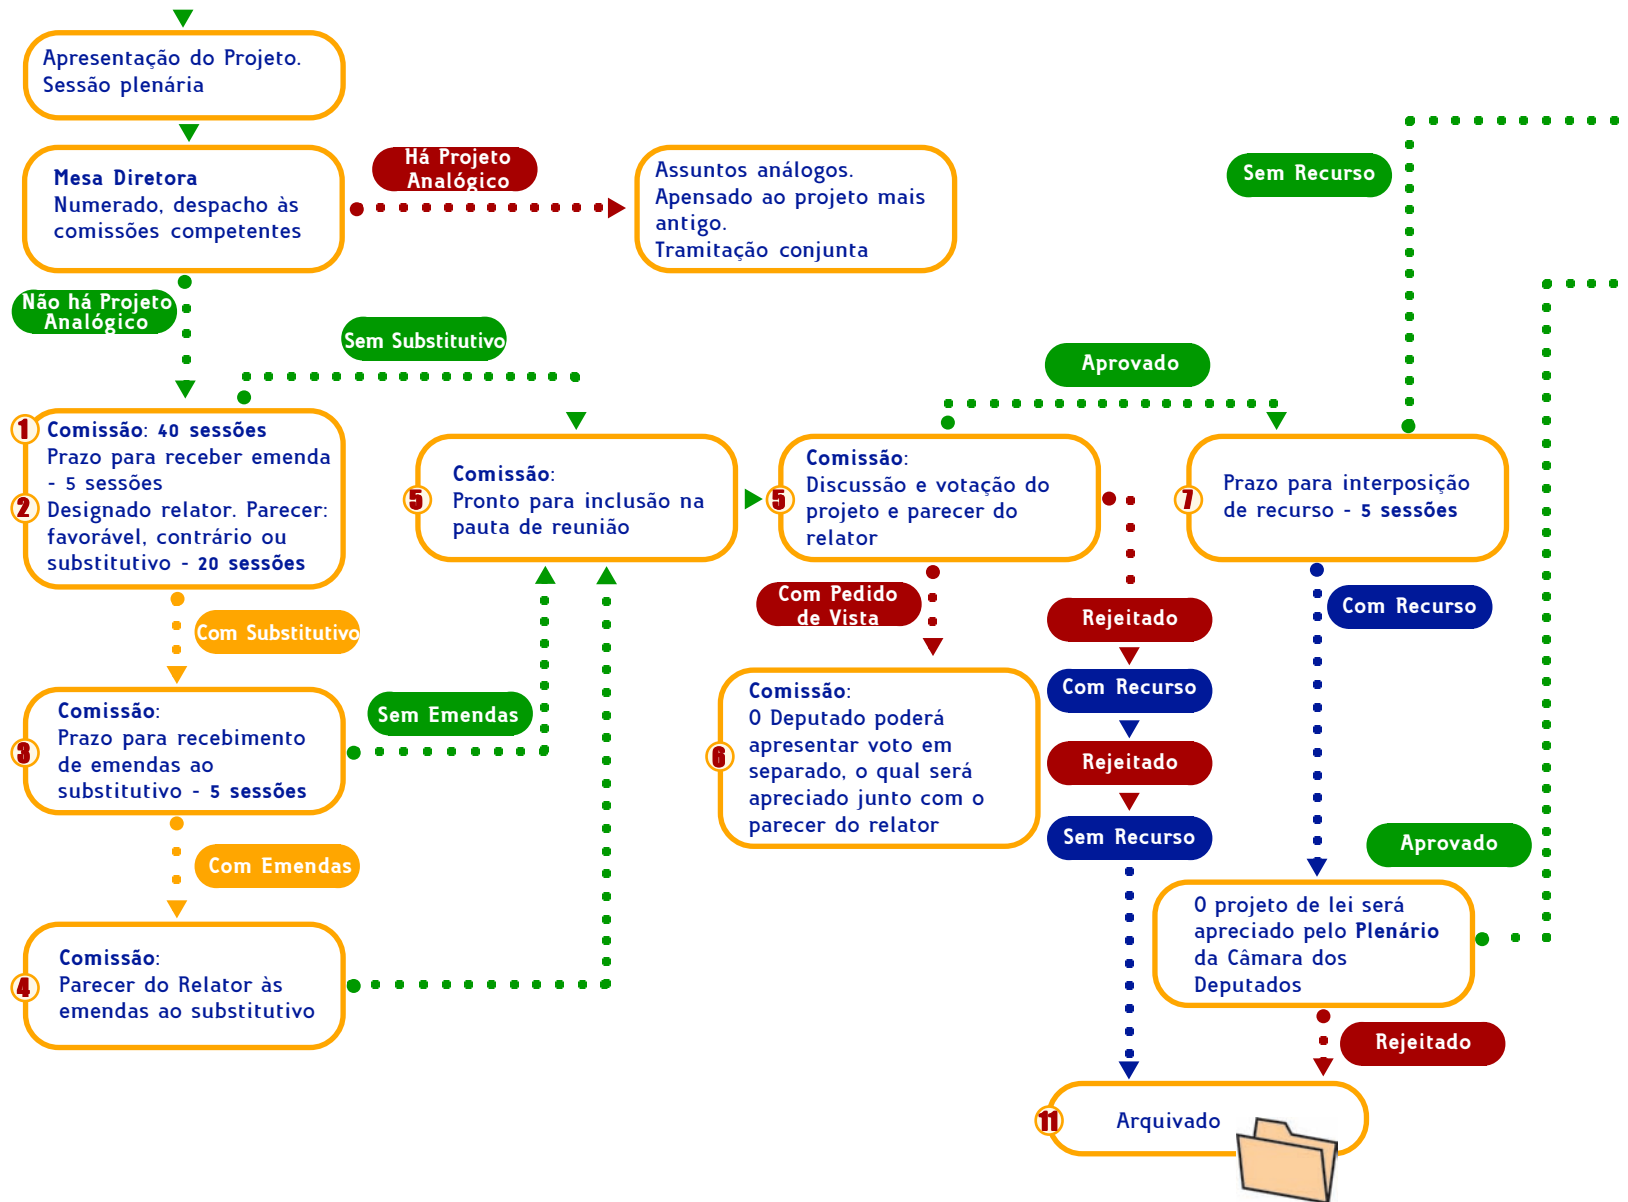 Apresentação do Projeto.
Sessão plenária
Mesa Diretora
Numerado, despacho às
comissões competentes
Há Projeto
Analógico
Assuntos análogos.
Apensado ao projeto mais
antigo.
Tramitação conjunta
Sem Recurso
Não há Projeto
Analógico
Sem Substitutivo
Aprovado
1
Comissão: 40 sessões
Prazo para receber emenda
- 5 sessões
2
Designado relator. Parecer:
favorável, contrário ou
substitutivo - 20 sessões
5
Comissão:
Pronto para inclusão na
pauta de reunião
5
Comissão:
Discussão e votação do
projeto e parecer do
relator
7
Prazo para interposição
de recurso - 5 sessões
Com Substitutivo
Com Pedido
de Vista
Rejeitado
Com Recurso
3
Comissão:
Prazo para recebimento
de emendas ao
substitutivo - 5 sessões
Sem Emendas
6
Comissão:
O Deputado poderá
apresentar voto em
separado, o qual será
apreciado junto com o
parecer do relator
Com Recurso
Rejeitado
Sem Recurso
Com Emendas
Aprovado
4
Comissão:
Parecer do Relator às
emendas ao substitutivo
O projeto de lei será
apreciado pelo Plenário
da Câmara dos
Deputados
Rejeitado
11
Arquivado